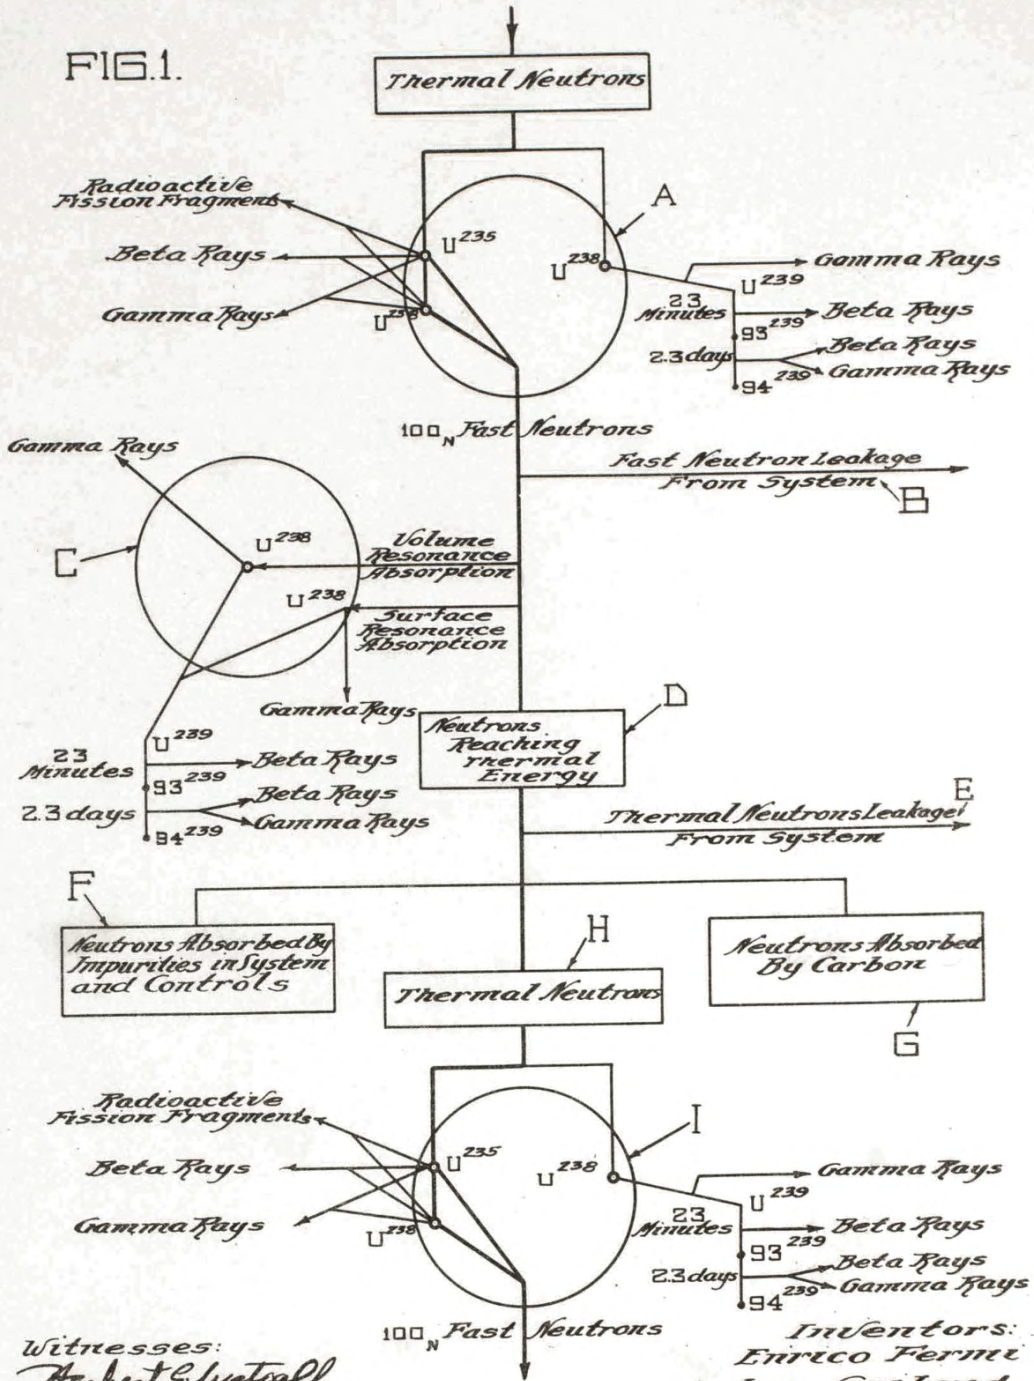 FIG.1.
Thermal Neutrons
A
Radioactive
Fission Fragments
Beta Rays
Gamma Rays
U235
U238
U238
Gamma Rays
U239
23
Minutes
Beta Rays
93239
2.3 days
Beta Rays
Gamma Rays
94239
100N Fast Neutrons
Fast Neutron Leakage
From System
B
Gamma Rays
C
U238
Volume
Resonance
Absorption
U238
Surface
Resonance
Absorption
Gamma Rays
U239
23
Minutes
Beta Rays
93239
2.3 days
Beta Rays
Gamma Rays
94239
D
Neutrons
Reaching
Thermal
Energy
E
Thermal Neutrons Leakage
From System
F
Neutrons Absorbed By
Impurities in System
and Controls
H
Thermal Neutrons
Neutrons Absorbed
By Carbon
G
I
Radioactive
Fission Fragments
Beta Rays
Gamma Rays
U235
U238
U238
Gamma Rays
U239
23
Minutes
Beta Rays
93239
2.3 days
Beta Rays
Gamma Rays
94239
100N Fast Neutrons
Witnesses:
Inventors:
Enrico Fermi